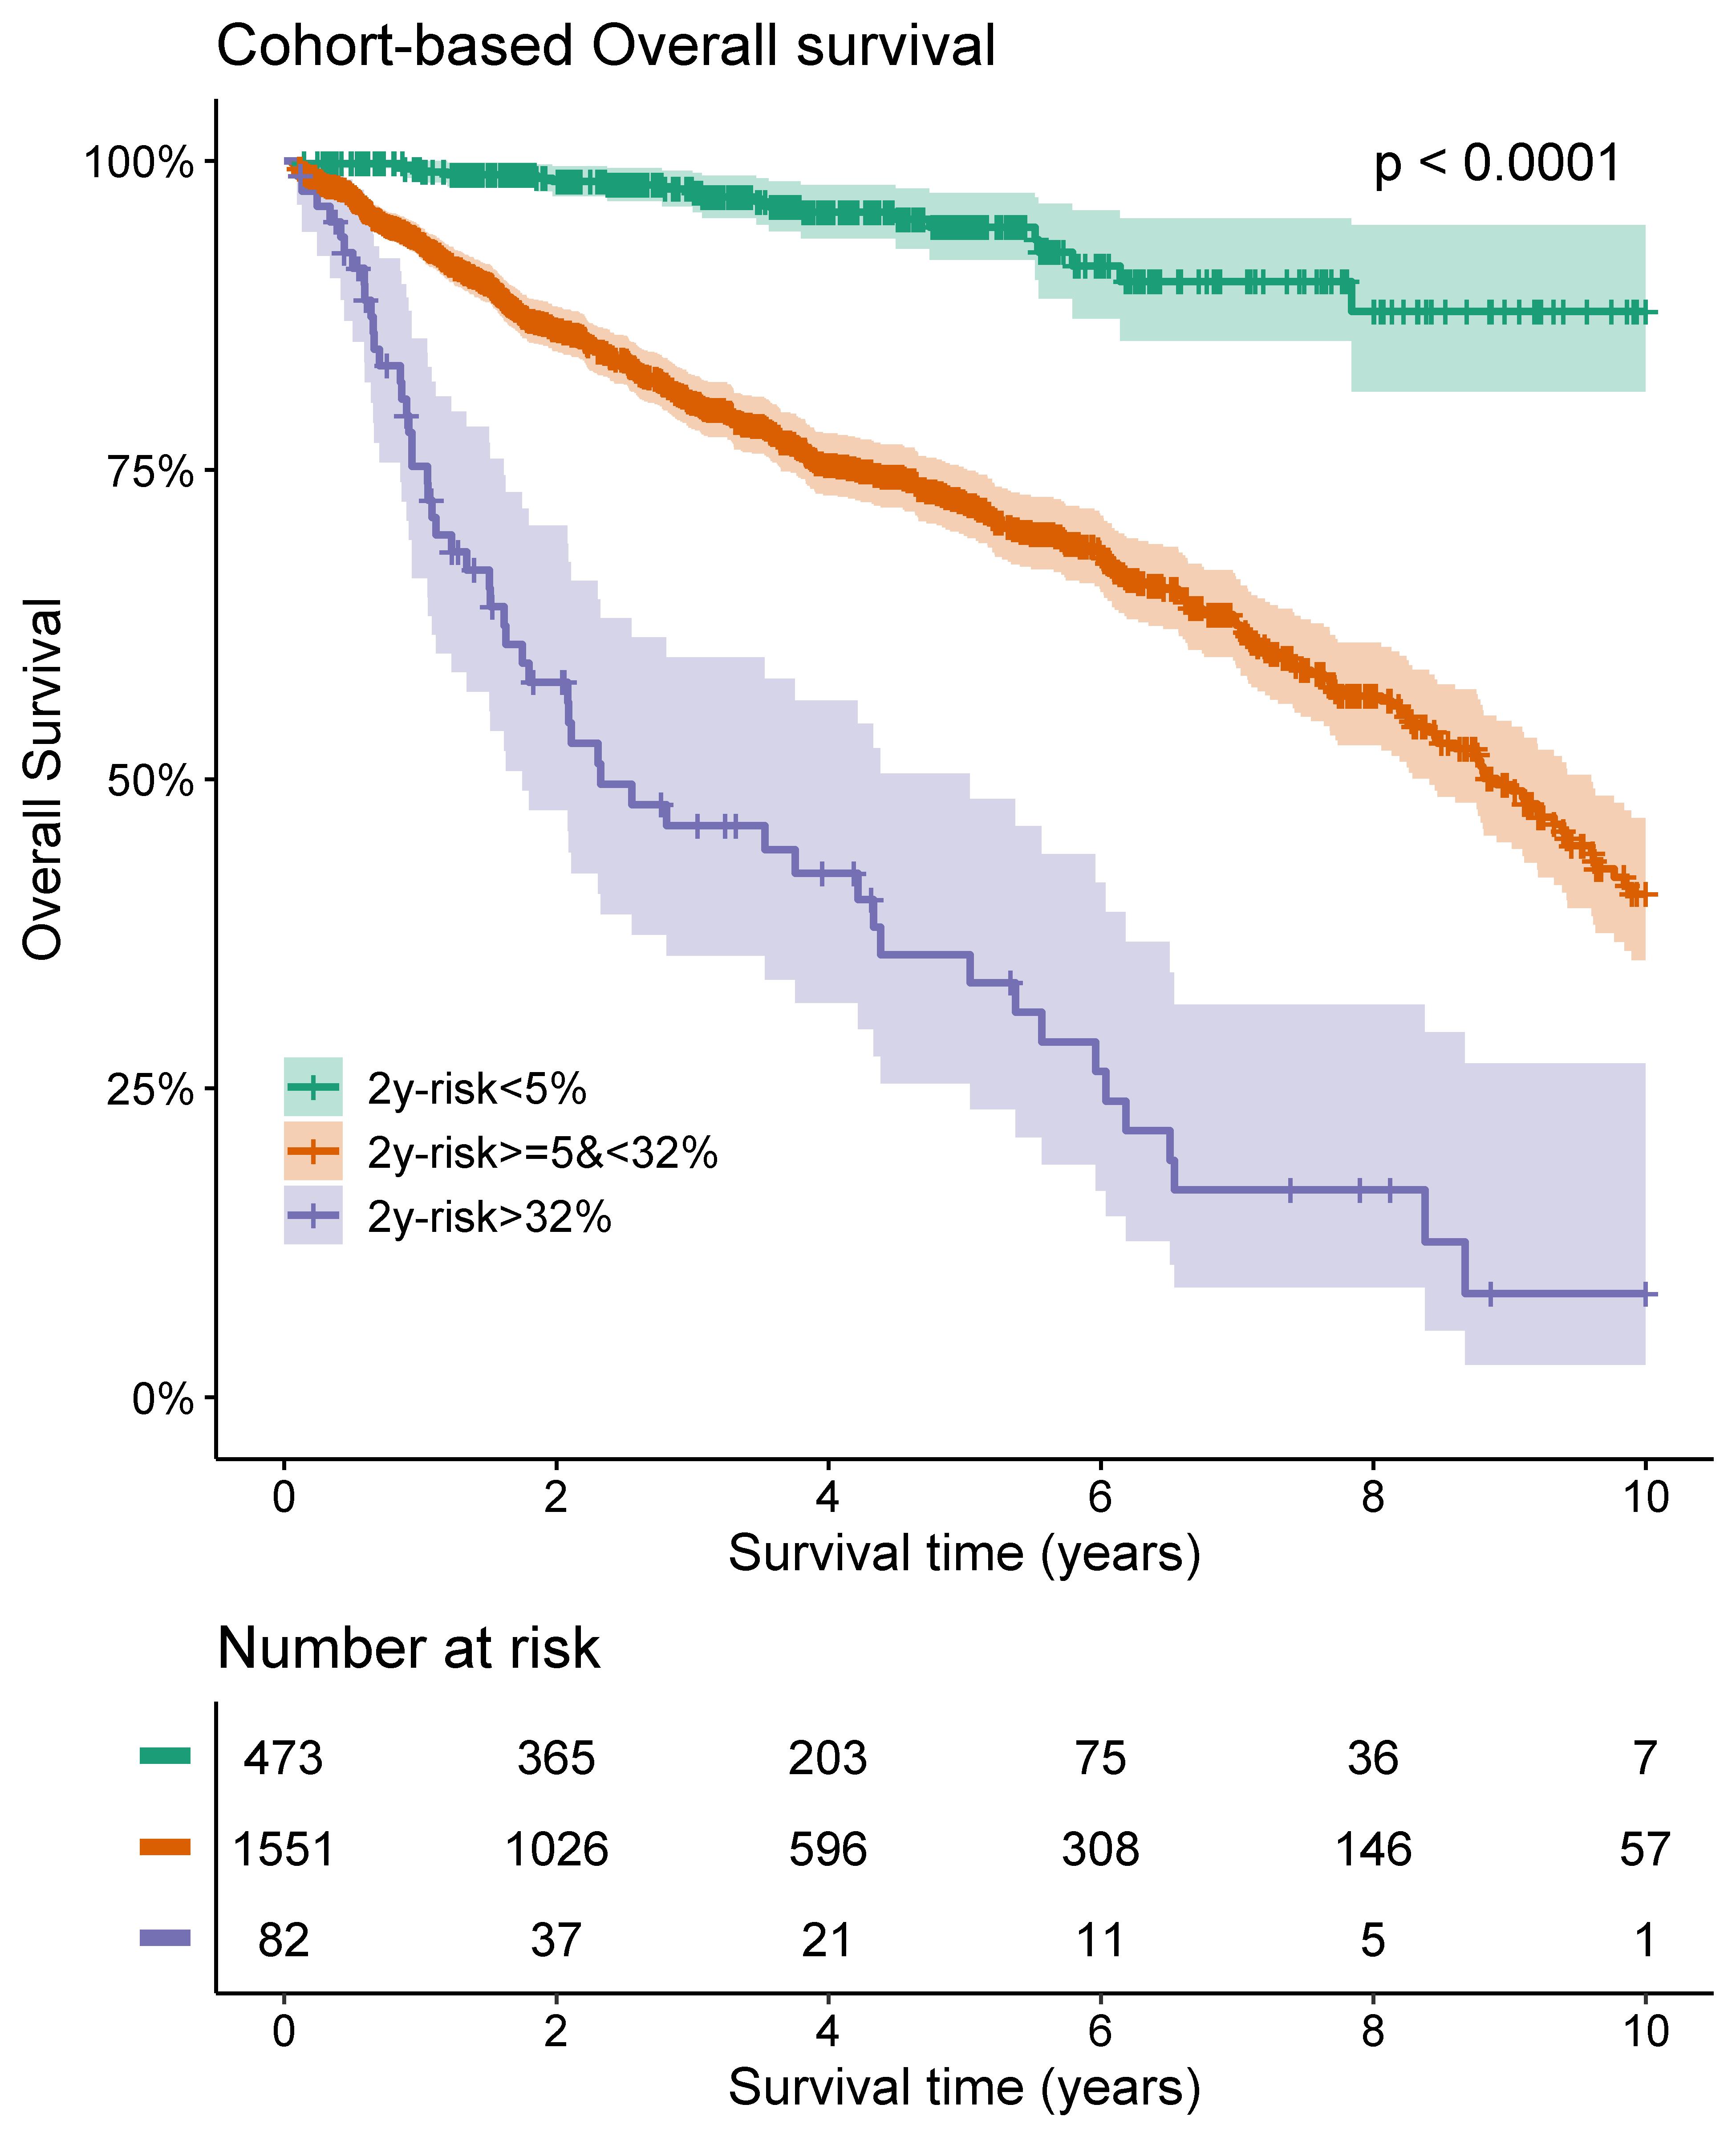 Cohort-based Overall survival
p < 0.0001
100%
75%
50%
25%
0%
Overall Survival
2y-risk<5%
2y-risk>=5&<32%
2y-risk>32%
0 2 4 6 8 10
Survival time (years)
Number at risk
473 365 203 75 36 7
1551 1026 596 308 146 57
82 37 21 11 5 1
0 2 4 6 8 10
Survival time (years)